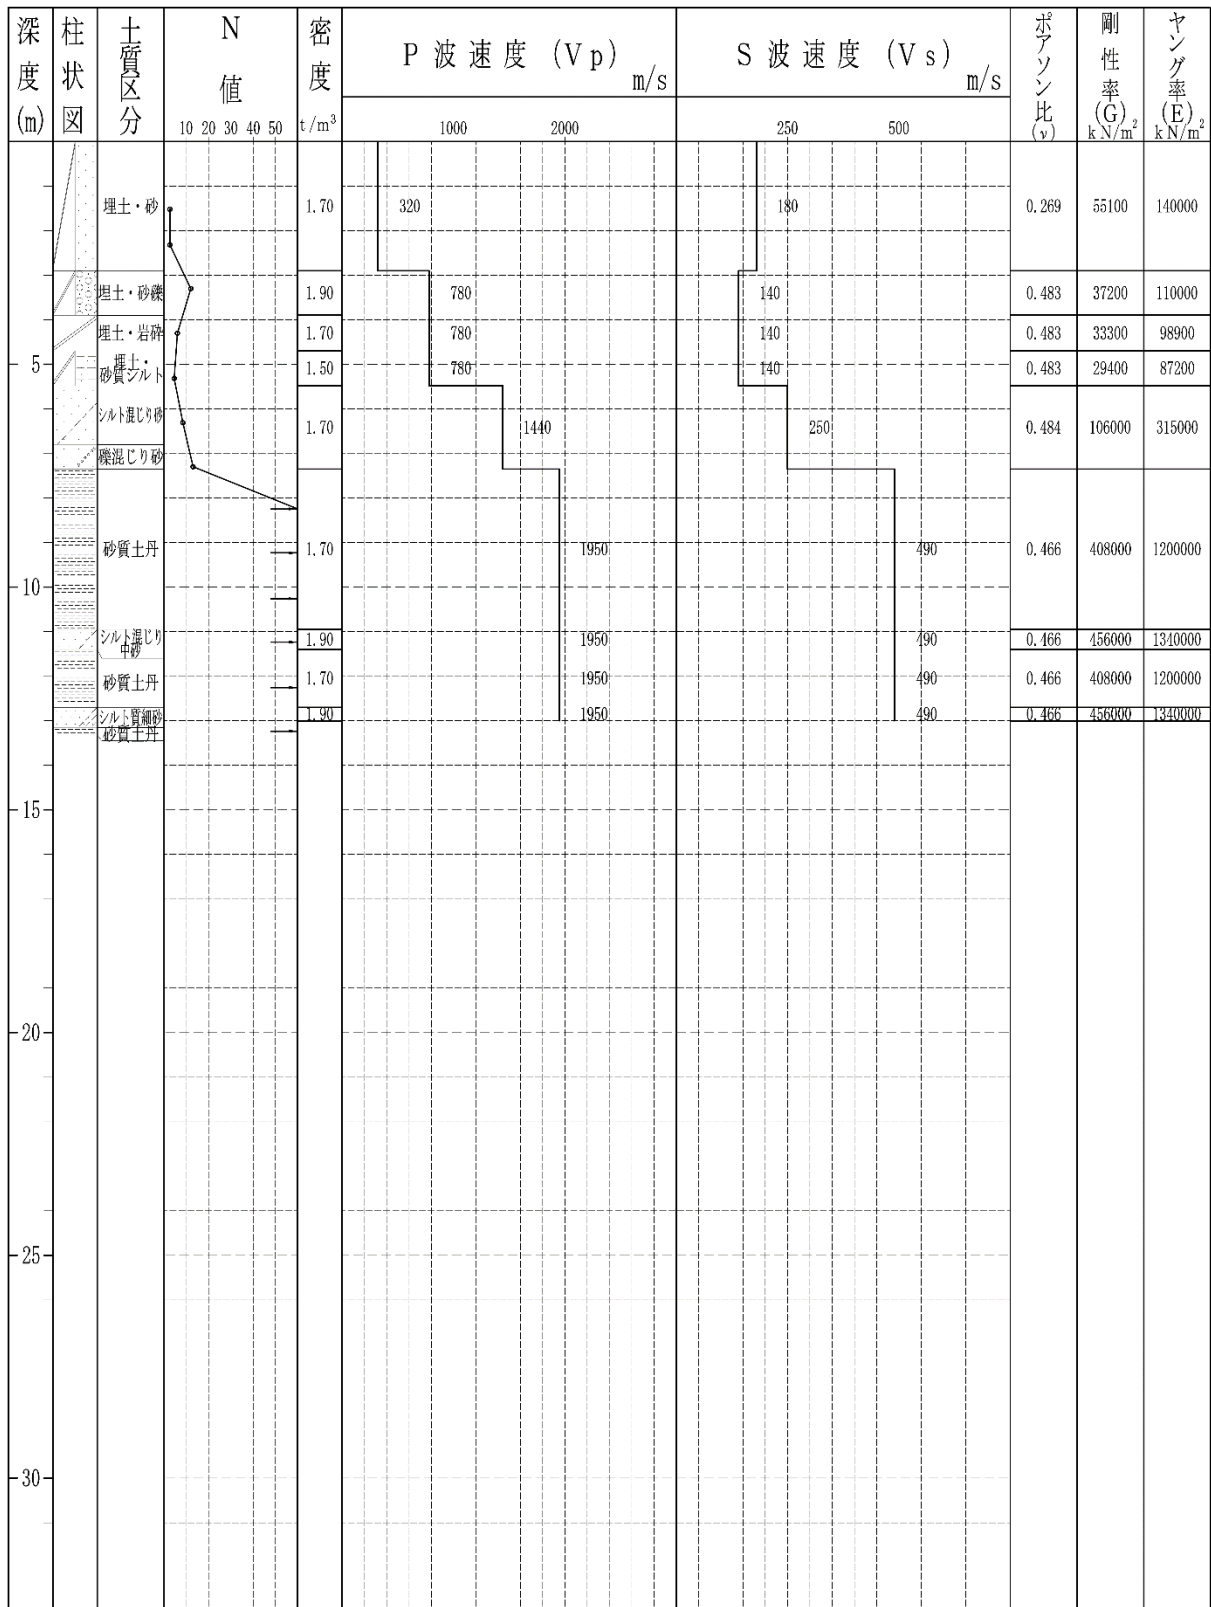 深度(m)
柱状図
土質区分
N値
10 20 30 40 50
密度
t/m³
P波速度 (Vp)
m/s
1000 2000
S波速度 (Vs)
m/s
250 500
ポアソン比
(ν)
剛性率
(G)
kN/m²
ヤング率
(E)
kN/m²
埋土・砂 1.70 320 180 0.269 55100 140000
埋土・砂礫 1.90 780 140 0.483 37200 110000
埋土・岩砕 1.70 780 140 0.483 33300 98900
5
埋土・
砂質シルト 1.50 780 140 0.483 29400 87200
シルト混じり砂 1.70 1440 250 0.484 106000 315000
礫混じり砂
砂質土丹 1.70 1950 490 0.466 408000 1200000
10
シルト混じり
中砂 1.90 1950 490 0.466 456000 1340000
砂質土丹 1.70 1950 490 0.466 408000 1200000
シルト質細砂 1.90 1950 490 0.466 456000 1340000
砂質土丹
15
20
25
30